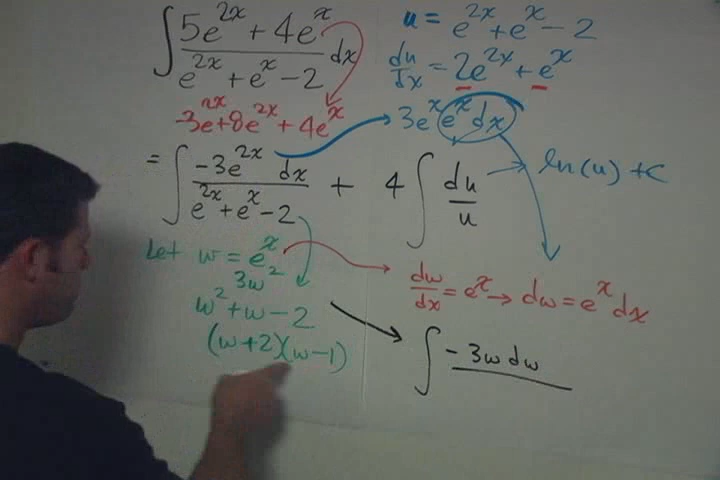 ∫ (5e^{2x} + 4e^x) / (e^{2x} + e^x - 2) dx
u = e^{2x} + e^x - 2
du/dx = 2e^{2x} + e^x
-3e^{2x} + 8e^{2x} + 4e^x
3e^x e^x dx
= ∫ (-3e^{2x} dx) / (e^{2x} + e^x - 2) + 4 ∫ du/u → ln(u) + c
Let w = e^x
dw/dx = e^x → dw = e^x dx
3w^2
w^2 + w - 2
(w+2)(w-1)
∫ -3w dw